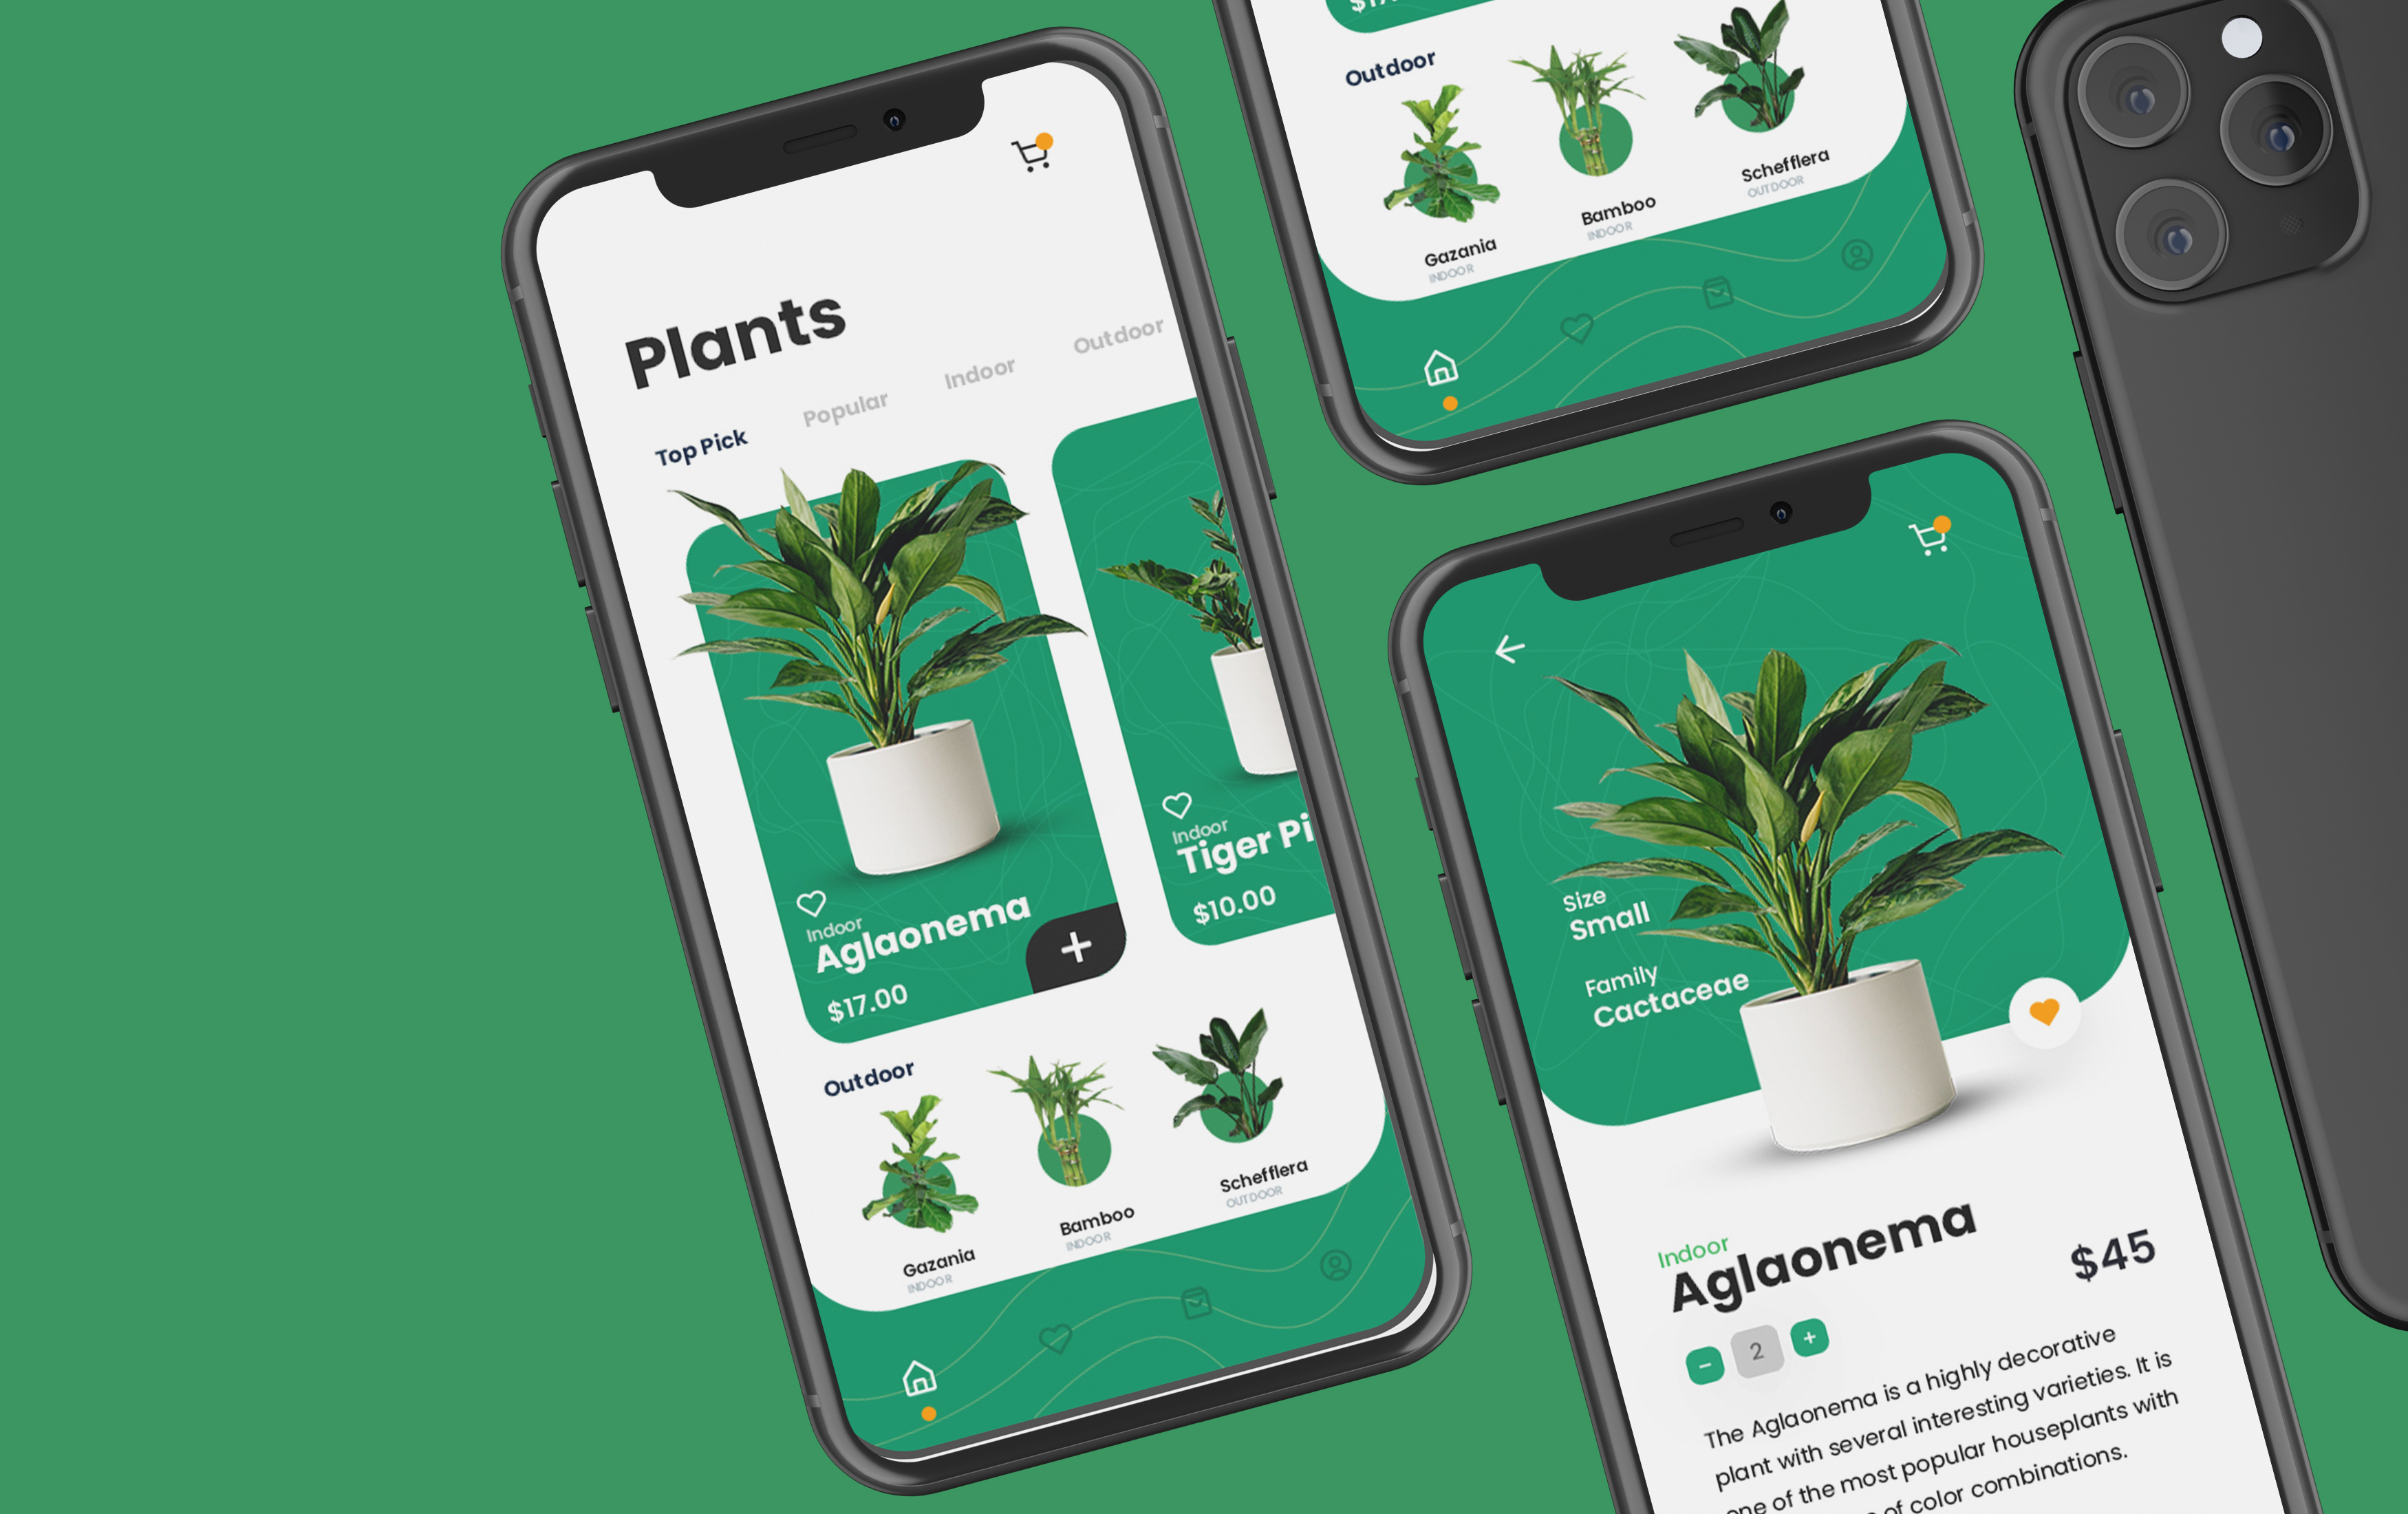 Plants
Top Pick
Popular
Indoor
Outdoor
Indoor
Aglaonema
$17.00
Indoor
Tiger Pi
$10.00
Outdoor
Gazania
INDOOR
Bamboo
INDOOR
Schefflera
OUTDOOR
Outdoor
Gazania
INDOOR
Bamboo
INDOOR
Schefflera
OUTDOOR
Size
Small
Family
Cactaceae
Indoor
Aglaonema
$45
− 2 +
The Aglaonema is a highly decorative
plant with several interesting varieties. It is
one of the most popular houseplants with
of color combinations.